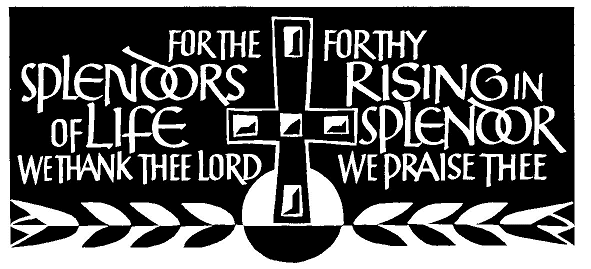 FOR THE
SPLENDORS
OF LIFE
WE THANK THEE LORD
FOR THY
RISING IN
SPLENDOR
WE PRAISE THEE